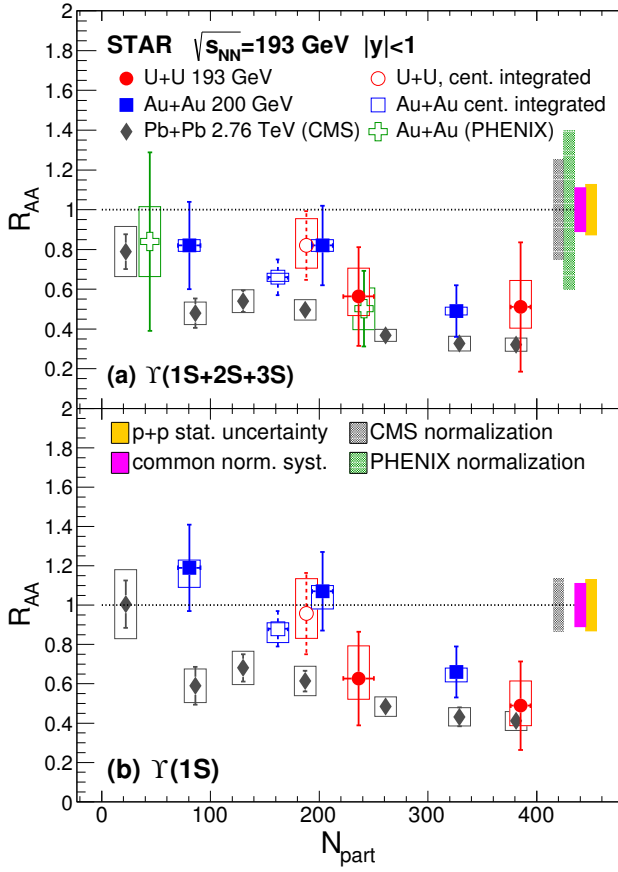 STAR √s_NN=193 GeV |y|<1
U+U 193 GeV
U+U, cent. integrated
Au+Au 200 GeV
Au+Au cent. integrated
Pb+Pb 2.76 TeV (CMS)
Au+Au (PHENIX)
2
1.8
1.6
1.4
1.2
1
0.8
0.6
0.4
0.2
0
R_AA
(a) ϒ(1S+2S+3S)
p+p stat. uncertainty
CMS normalization
common norm. syst.
PHENIX normalization
2
1.8
1.6
1.4
1.2
1
0.8
0.6
0.4
0.2
0
R_AA
(b) ϒ(1S)
0 100 200 300 400
N_part